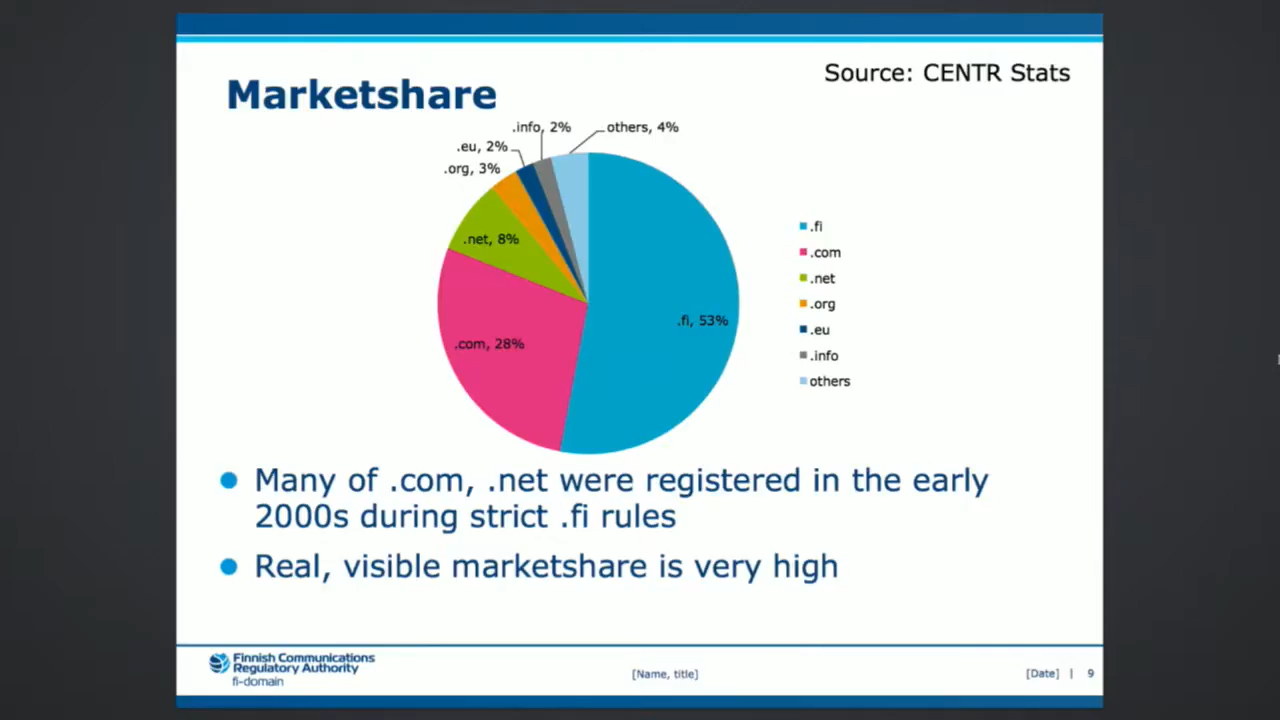 Source: CENTR Stats
Marketshare
.info, 2%
others, 4%
.eu, 2%
.org, 3%
.net, 8%
.fi, 53%
.com, 28%
.fi
.com
.net
.org
.eu
.info
others
Many of .com, .net were registered in the early
2000s during strict .fi rules
Real, visible marketshare is very high
Finnish Communications
Regulatory Authority
fi-domain
[Name, title]
[Date] | 9